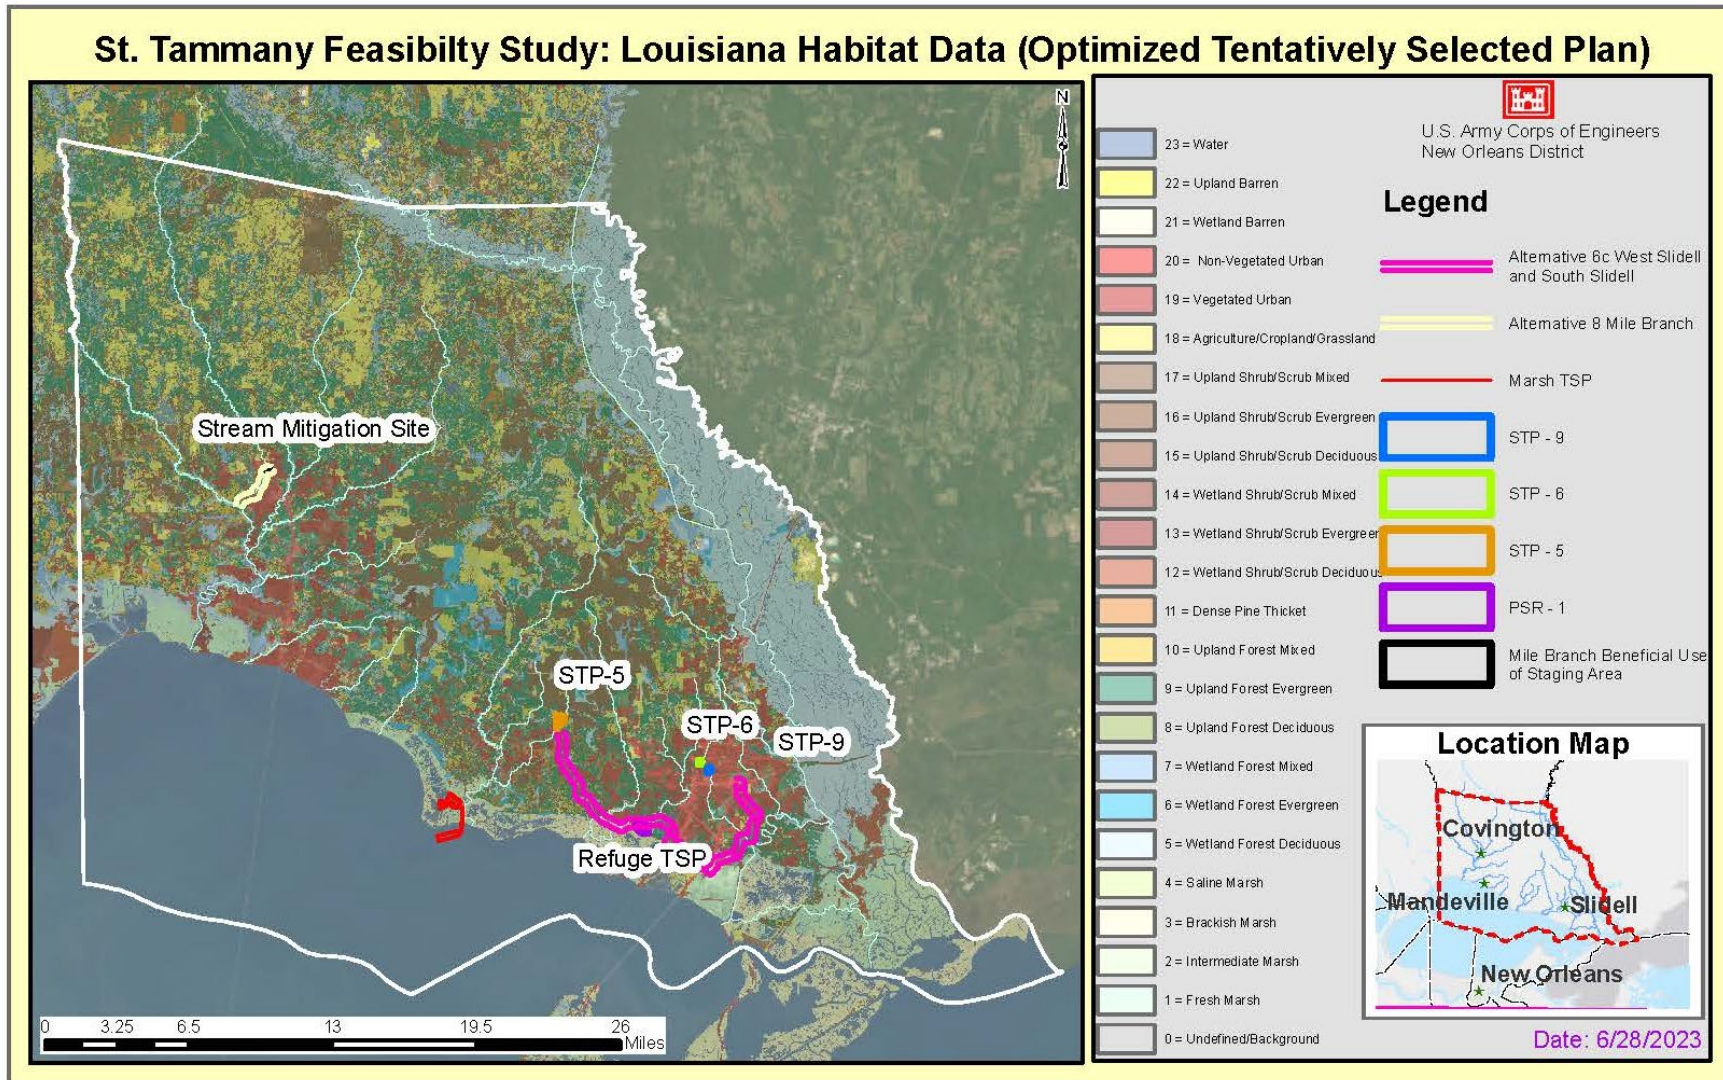 St. Tammany Feasibilty Study: Louisiana Habitat Data (Optimized Tentatively Selected Plan)
N
Stream Mitigation Site
STP-5
STP-6
STP-9
Refuge TSP
0 3.25 6.5 13 19.5 26
Miles
23 = Water
22 = Upland Barren
21 = Wetland Barren
20 = Non-Vegetated Urban
19 = Vegetated Urban
18 = Agriculture/Cropland/Grassland
17 = Upland Shrub/Scrub Mixed
16 = Upland Shrub/Scrub Evergreen
15 = Upland Shrub/Scrub Deciduous
14 = Wetland Shrub/Scrub Mixed
13 = Wetland Shrub/Scrub Evergreen
12 = Wetland Shrub/Scrub Deciduous
11 = Dense Pine Thicket
10 = Upland Forest Mixed
9 = Upland Forest Evergreen
8 = Upland Forest Deciduous
7 = Wetland Forest Mixed
6 = Wetland Forest Evergreen
5 = Wetland Forest Deciduous
4 = Saline Marsh
3 = Brackish Marsh
2 = Intermediate Marsh
1 = Fresh Marsh
0 = Undefined/Background
U.S. Army Corps of Engineers
New Orleans District
Legend
Alternative 6c West Slidell
and South Slidell
Alternative 8 Mile Branch
Marsh TSP
STP - 9
STP - 6
STP - 5
PSR - 1
Mile Branch Beneficial Use
of Staging Area
Location Map
Covington
Mandeville
Slidell
New Orleans
Date: 6/28/2023